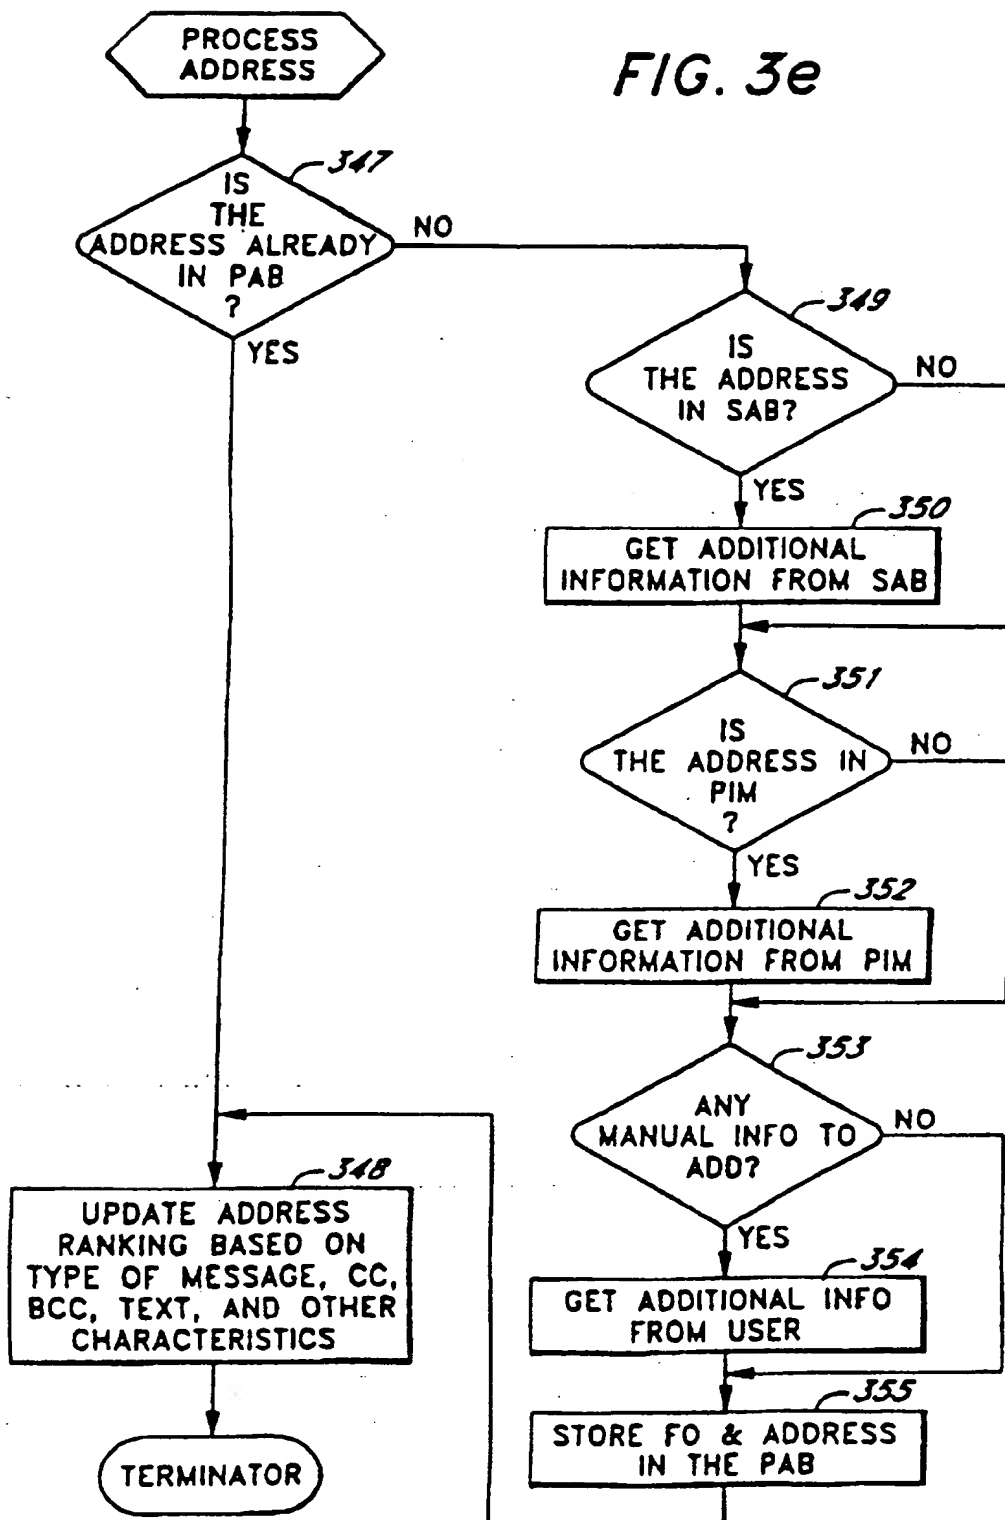 PROCESS
ADDRESS
FIG. 3e
347
IS
THE
ADDRESS ALREADY
IN PAB
?
NO
YES
349
IS
THE ADDRESS
IN SAB?
NO
YES
350
GET ADDITIONAL
INFORMATION FROM SAB
351
IS
THE ADDRESS IN
PIM
?
NO
YES
352
GET ADDITIONAL
INFORMATION FROM PIM
353
ANY
MANUAL INFO TO
ADD?
NO
YES
354
GET ADDITIONAL INFO
FROM USER
355
STORE FO & ADDRESS
IN THE PAB
348
UPDATE ADDRESS
RANKING BASED ON
TYPE OF MESSAGE, CC,
BCC, TEXT, AND OTHER
CHARACTERISTICS
TERMINATOR